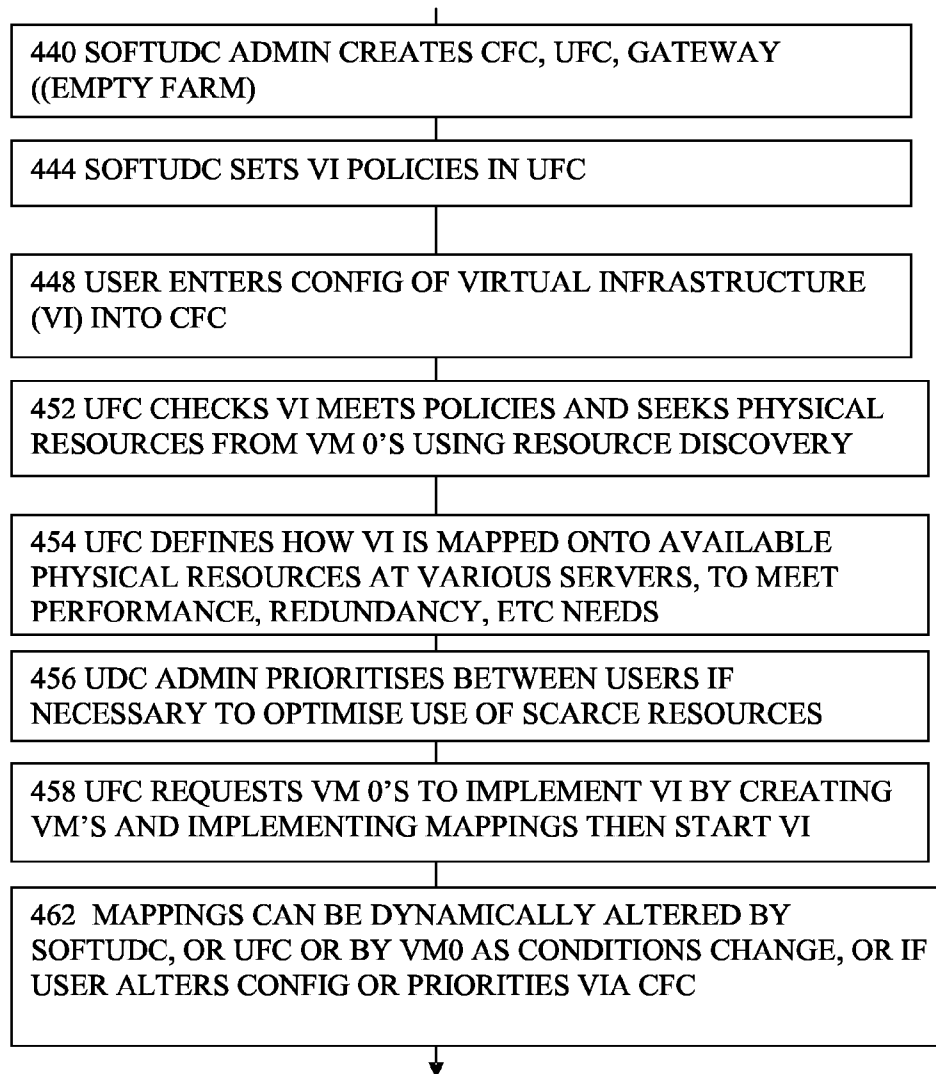 440 SOFTUDC ADMIN CREATES CFC, UFC, GATEWAY
((EMPTY FARM)
444 SOFTUDC SETS VI POLICIES IN UFC
448 USER ENTERS CONFIG OF VIRTUAL INFRASTRUCTURE
(VI) INTO CFC
452 UFC CHECKS VI MEETS POLICIES AND SEEKS PHYSICAL
RESOURCES FROM VM 0'S USING RESOURCE DISCOVERY
454 UFC DEFINES HOW VI IS MAPPED ONTO AVAILABLE
PHYSICAL RESOURCES AT VARIOUS SERVERS, TO MEET
PERFORMANCE, REDUNDANCY, ETC NEEDS
456 UDC ADMIN PRIORITISES BETWEEN USERS IF
NECESSARY TO OPTIMISE USE OF SCARCE RESOURCES
458 UFC REQUESTS VM 0'S TO IMPLEMENT VI BY CREATING
VM'S AND IMPLEMENTING MAPPINGS THEN START VI
462 MAPPINGS CAN BE DYNAMICALLY ALTERED BY
SOFTUDC, OR UFC OR BY VM0 AS CONDITIONS CHANGE, OR IF
USER ALTERS CONFIG OR PRIORITIES VIA CFC